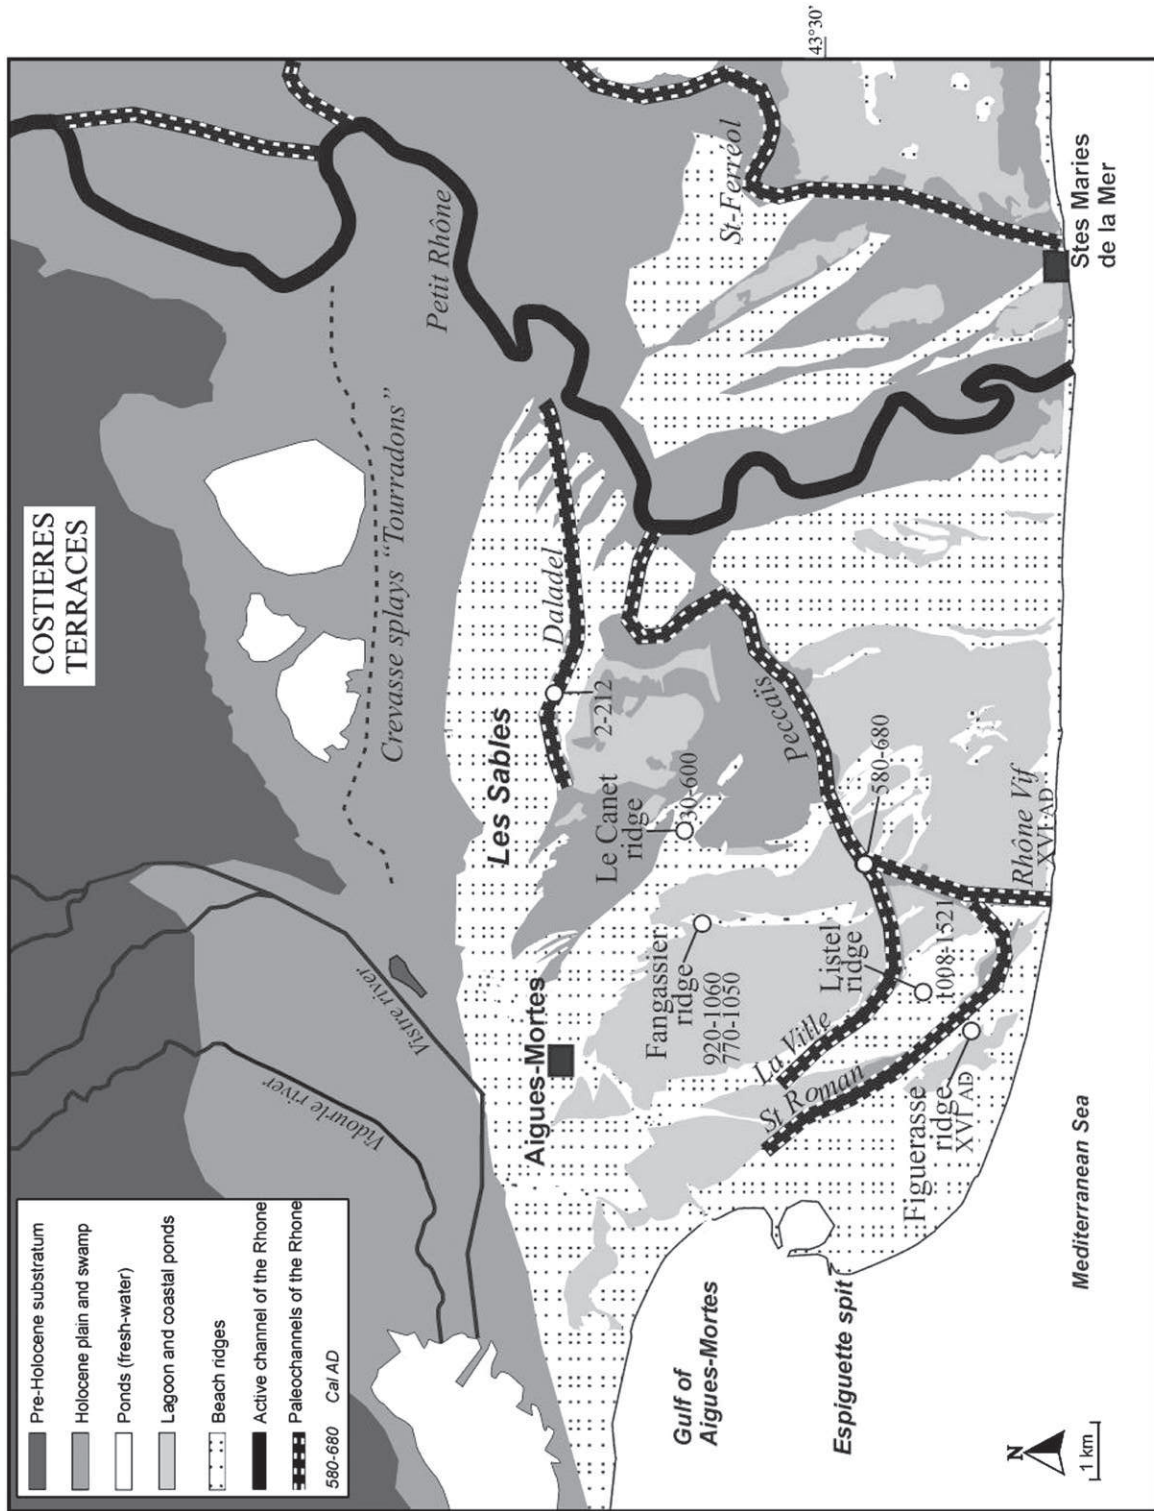 Pre-Holocene substratum
Holocene plain and swamp
Ponds (fresh-water)
Lagoon and coastal ponds
Beach ridges
Active channel of the Rhone
Paleochannels of the Rhone
580-680 Cal AD
COSTIERES
TERRACES
Vidourle river
Vistre river
Crevasse splays "Tourradons"
Petit Rhône
Les Sables
Daladel
2-212
Aigues-Mortes
Le Canet
ridge
30-600
St-Ferréol
43°30'
Gulf of
Aigues-Mortes
Fangassier
ridge
920-1060
770-1050
Peccaïs
La Ville
St Roman
Listel
ridge
1008-1521
580-680
Espiguette spit
Figuerasse
ridge
XVI AD
Rhône Vif
XVI AD
Stes Maries
de la Mer
Mediterranean Sea
N
1 km